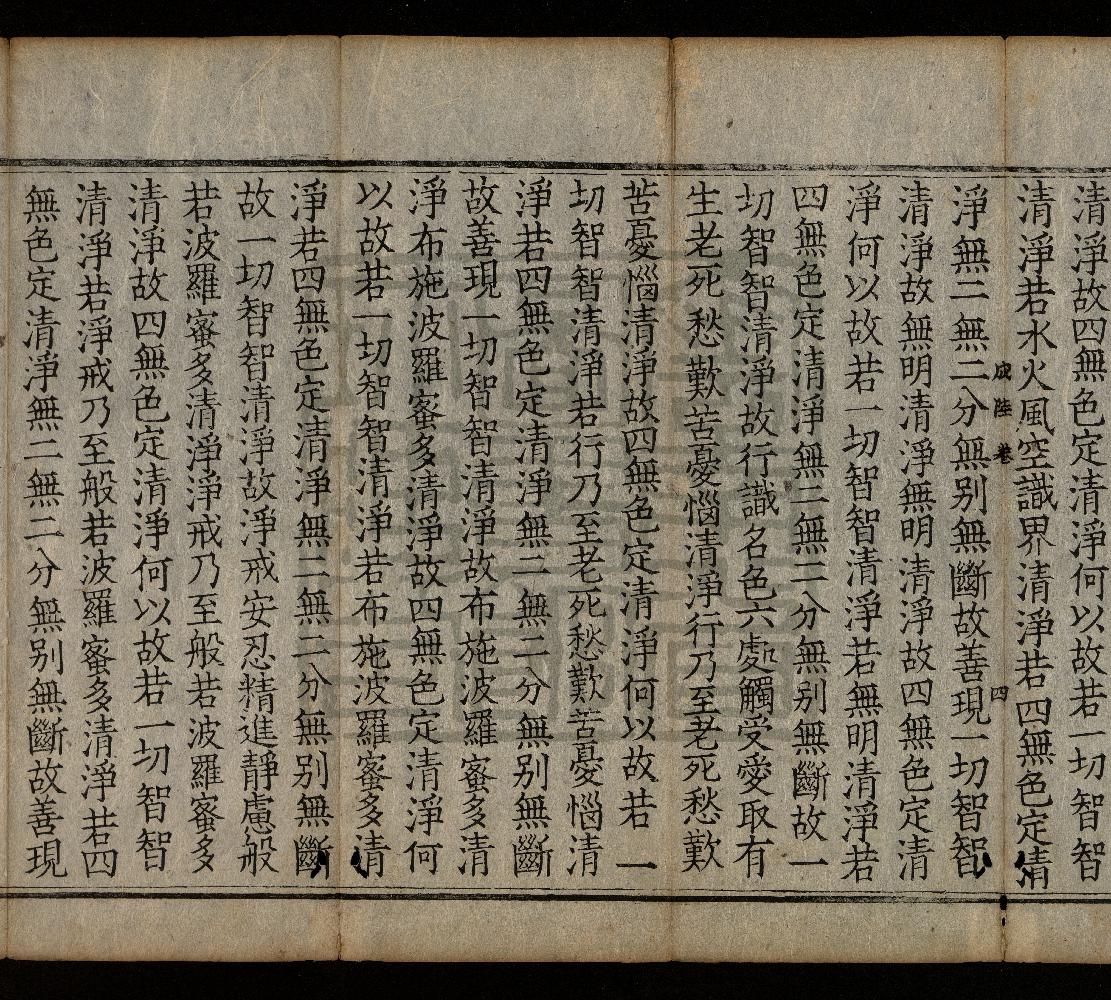 清淨故四無色定清淨何以故若一切智智
清淨若水火風空識界清淨若四無色定清
成陸卷 四
淨無二無二分無別無斷故善現一切智智
清淨故無明清淨無明清淨故四無色定清
淨何以故若一切智智清淨若無明清淨若
四無色定清淨無二無二分無別無斷故一
切智智清淨故行識名色六處觸受愛取有
生老死愁歎苦憂惱清淨行乃至老死愁歎
苦憂惱清淨故四無色定清淨何以故若一
切智智清淨若行乃至老死愁歎苦憂惱清
淨若四無色定清淨無二無二分無別無斷
故善現一切智智清淨故布施波羅蜜多清
淨布施波羅蜜多清淨故四無色定清淨何
以故若一切智智清淨若布施波羅蜜多清
淨若四無色定清淨無二無二分無別無斷
故一切智智清淨故淨戒安忍精進靜慮般
若波羅蜜多清淨淨戒乃至般若波羅蜜多
清淨故四無色定清淨何以故若一切智智
清淨若淨戒乃至般若波羅蜜多清淨若四
無色定清淨無二無二分無別無斷故善現